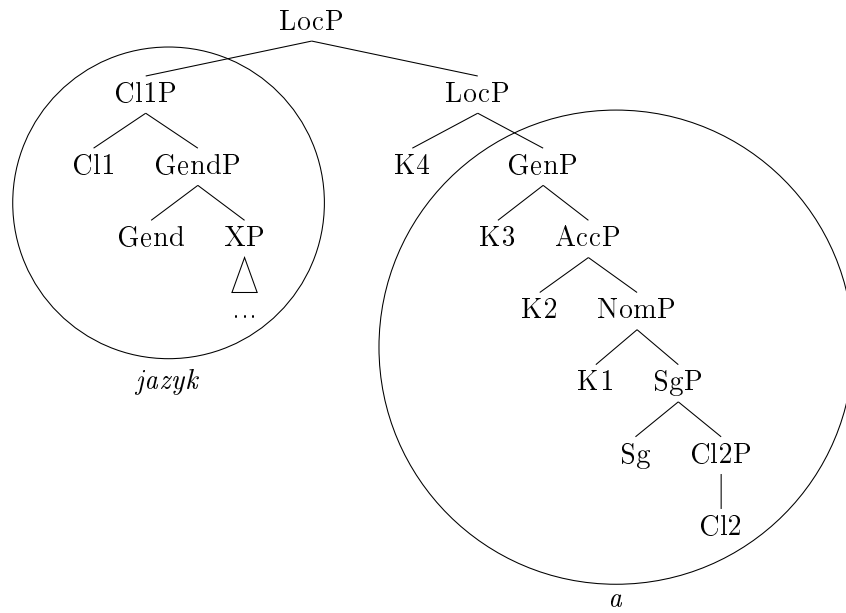 LocP
Cl1P LocP
Cl1 GendP K4 GenP
Gend XP K3 AccP
... K2 NomP
jazyk K1 SgP
Sg Cl2P
Cl2
a